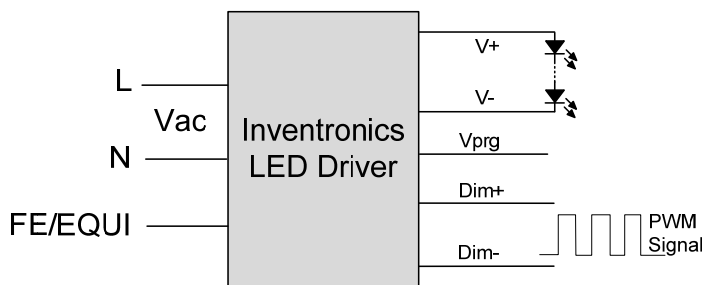 L
Vac
N
FE/EQUI
Inventronics
LED Driver
V+
V-
Vprg
Dim+
Dim-
PWM
Signal